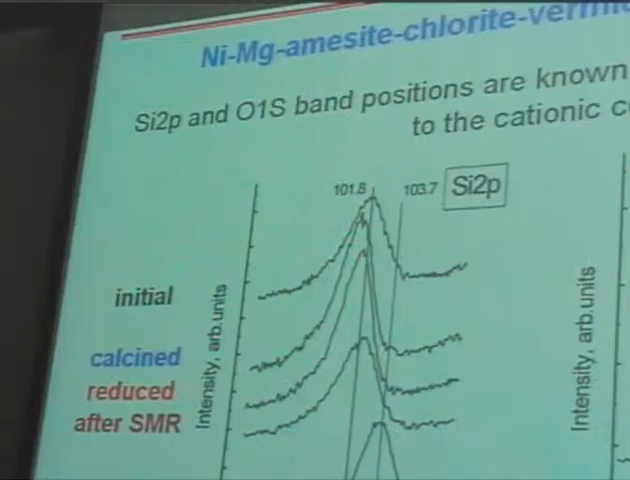 Ni-Mg-amesite-chlorite-
Si2p and O1S band positions are known
to the cationic
101.8
103.7
Si2p
initial
calcined
reduced
after SMR
Intensity, arb.units
Intensity, arb.units